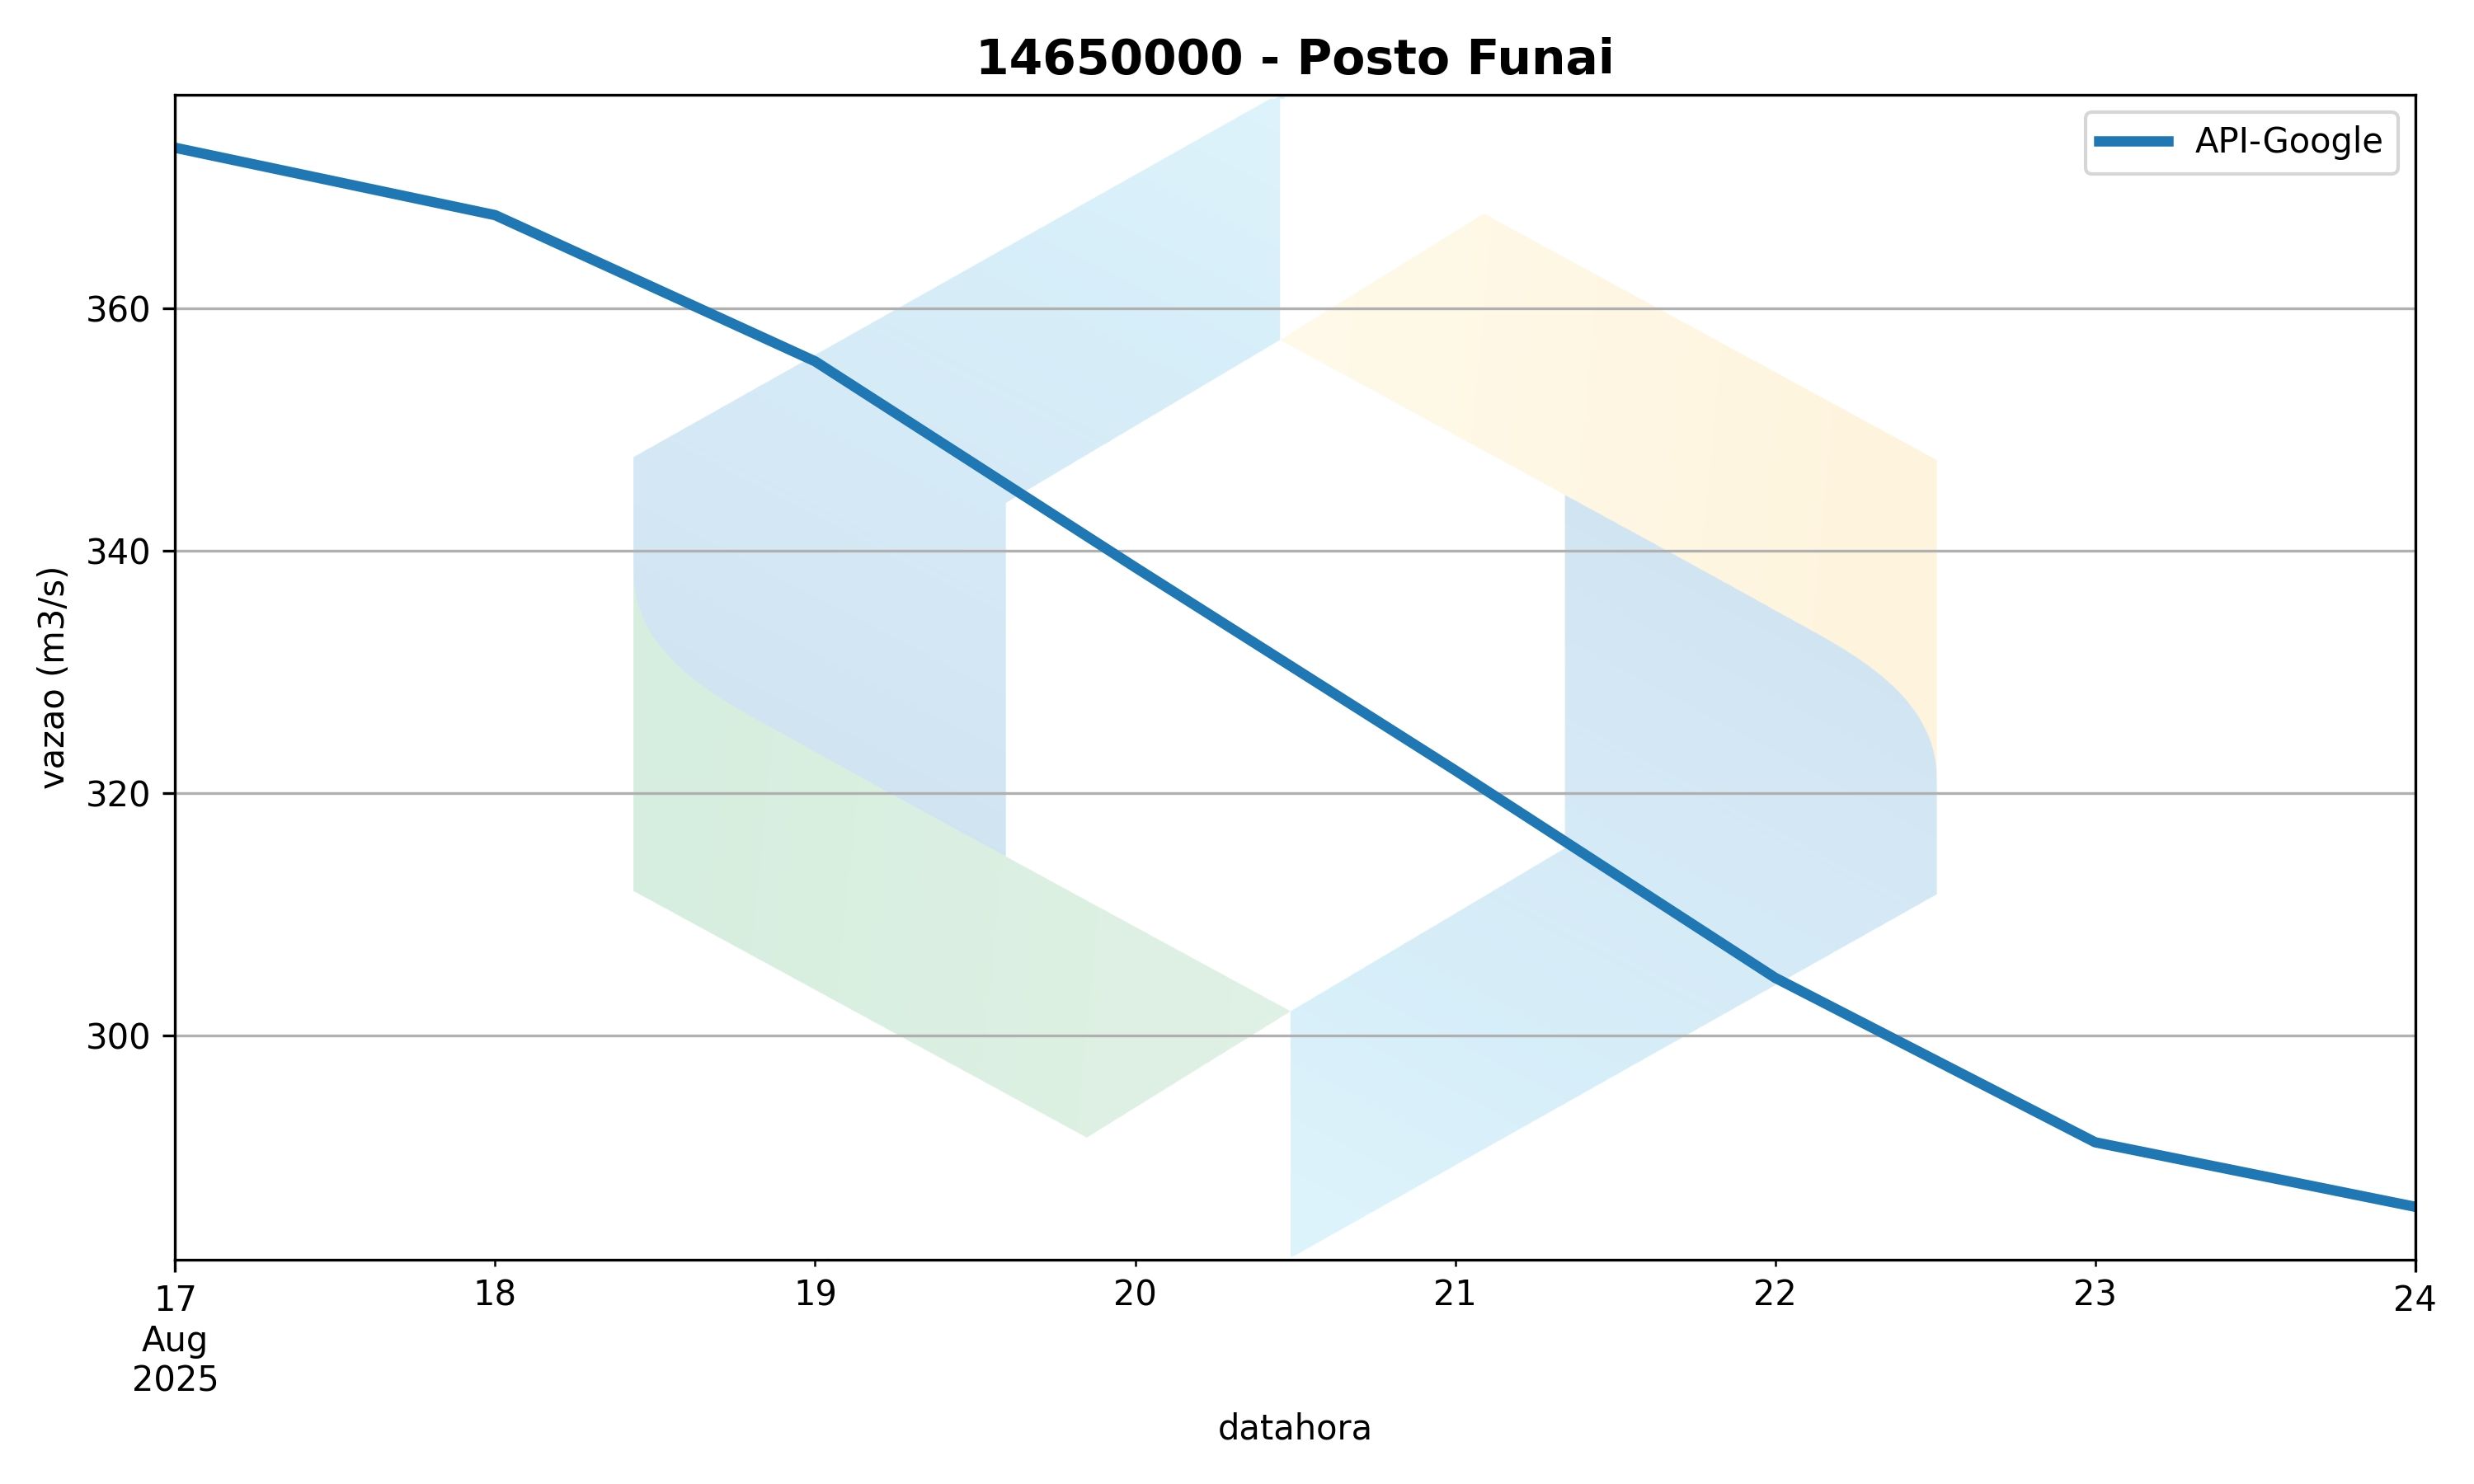 14650000 - Posto Funai
API-Google
vazao (m3/s)
360
340
320
300
17
Aug
2025
18
19
20
21
22
23
24
datahora